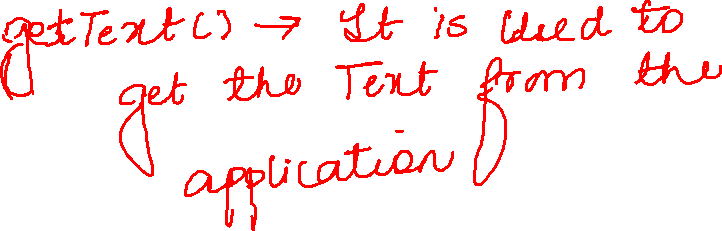 getText() → It is Used to
get the Text from the
application